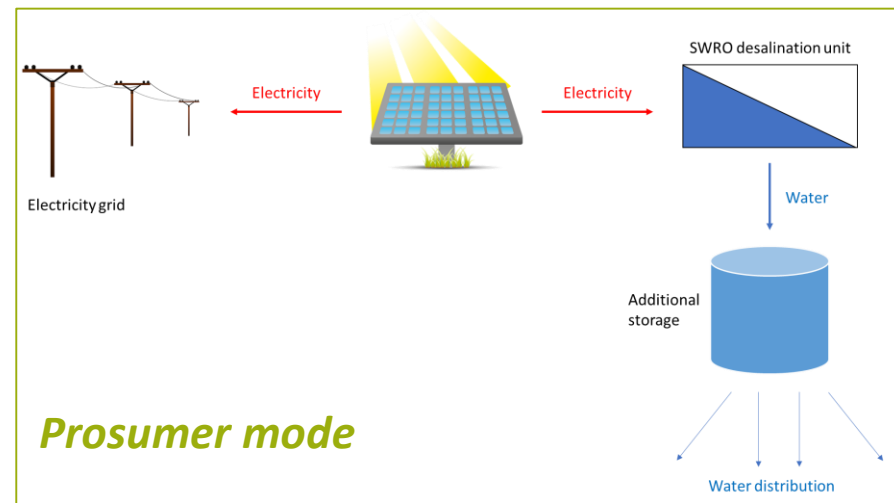 SWRO desalination unit
Electricity
Electricity
Electricity grid
Water
Additional
storage
Prosumer mode
Water distribution